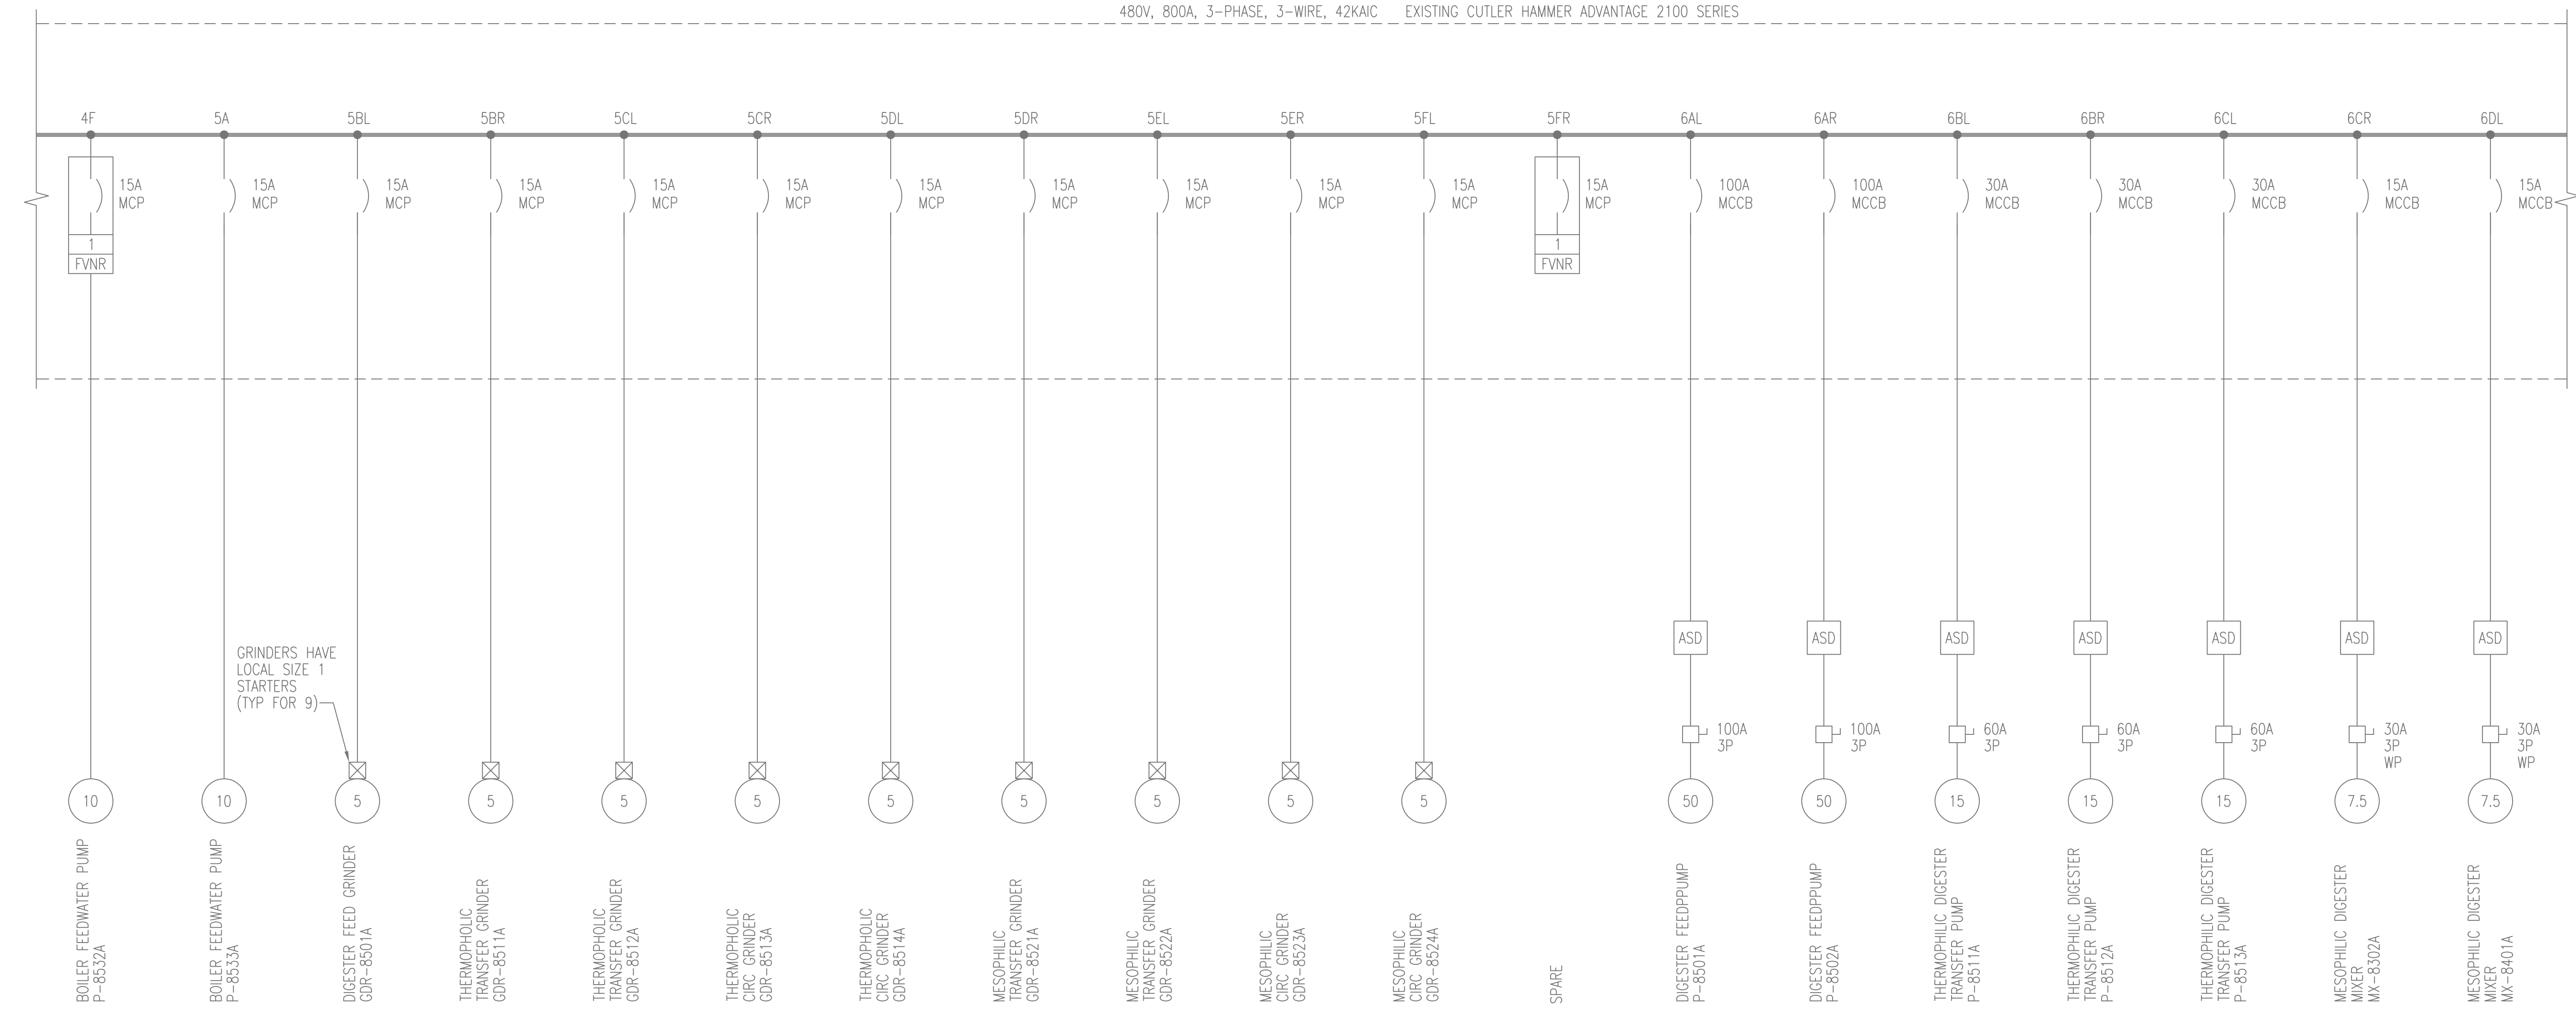 480V, 800A, 3-PHASE, 3-WIRE, 42KAIC EXISTING CUTLER HAMMER ADVANTAGE 2100 SERIES
4F
5A
5BL
5BR
5CL
5CR
5DL
5DR
5EL
5ER
5FL
5FR
6AL
6AR
6BL
6BR
6CL
6CR
6DL
15A
MCP
15A
MCP
15A
MCP
15A
MCP
15A
MCP
15A
MCP
15A
MCP
15A
MCP
15A
MCP
15A
MCP
15A
MCP
15A
MCP
100A
MCCB
100A
MCCB
30A
MCCB
30A
MCCB
30A
MCCB
15A
MCCB
15A
MCCB
1
FVNR
1
FVNR
GRINDERS HAVE
LOCAL SIZE 1
STARTERS
(TYP FOR 9)
ASD
ASD
ASD
ASD
ASD
ASD
ASD
100A
3P
100A
3P
60A
3P
60A
3P
60A
3P
30A
3P
WP
30A
3P
WP
10
10
5
5
5
5
5
5
5
5
5
50
50
15
15
15
7.5
7.5
BOILER FEEDWATER PUMP
P-8532A
BOILER FEEDWATER PUMP
P-8533A
DIGESTER FEED GRINDER
GDR-8501A
THERMOPHOLIC
TRANSFER GRINDER
GDR-8511A
THERMOPHOLIC
TRANSFER GRINDER
GDR-8512A
THERMOPHOLIC
CIRC GRINDER
GDR-8513A
THERMOPHOLIC
CIRC GRINDER
GDR-8514A
MESOPHILIC
TRANSFER GRINDER
GDR-8521A
MESOPHILIC
TRANSFER GRINDER
GDR-8522A
MESOPHILIC
CIRC GRINDER
GDR-8523A
MESOPHILIC
CIRC GRINDER
GDR-8524A
SPARE
DIGESTER FEEDPPUMP
P-8501A
DIGESTER FEEDPPUMP
P-8502A
THERMOPHILIC DIGESTER
TRANSFER PUMP
P-8511A
THERMOPHILIC DIGESTER
TRANSFER PUMP
P-8512A
THERMOPHILIC DIGESTER
TRANSFER PUMP
P-8513A
MESOPHILIC DIGESTER
MIXER
MX-8302A
MESOPHILIC DIGESTER
MIXER
MX-8401A